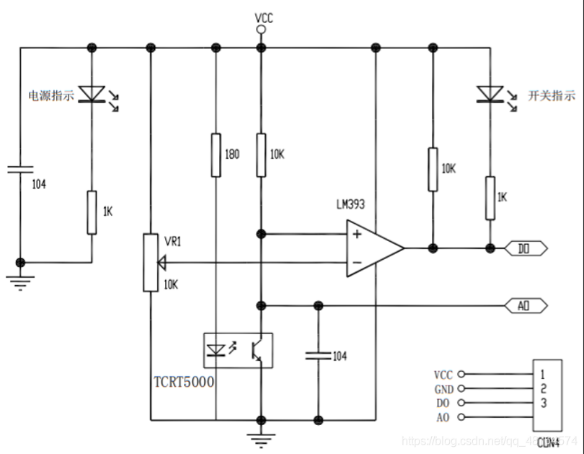 VCC
电源指示
开关指示
180
10K
10K
104
1K
1K
LM393
+
VR1
−
DO
10K
AO
104
TCRT5000
VCC
1
GND
2
DO
3
AO
CON4